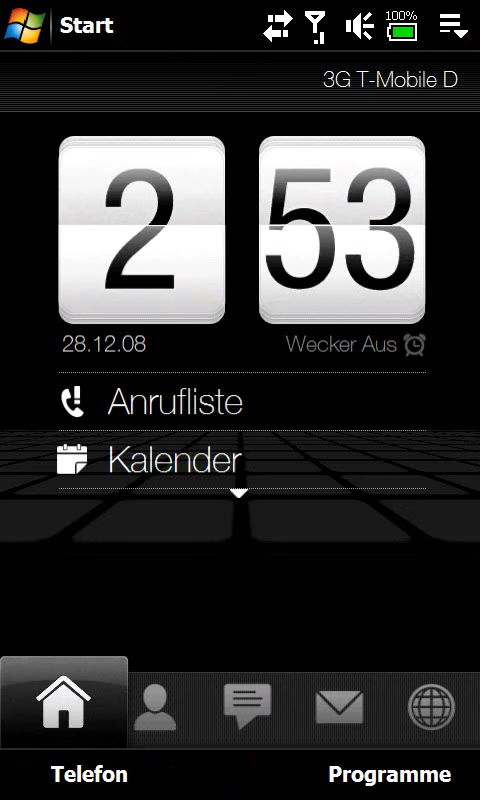 Start
100%
3G T-Mobile D
2 53
28.12.08 Wecker Aus
Anrufliste
Kalender
Telefon Programme